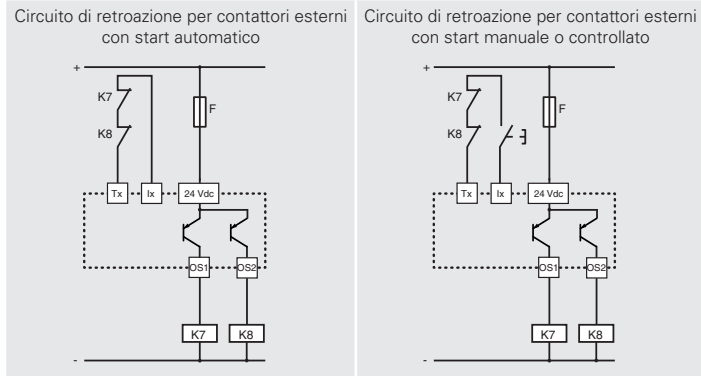 Circuito di retroazione per contattori esterni
con start automatico
+
K7
F
K8
Tx
Ix
24 Vdc
OS1
OS2
K7
K8
-
Circuito di retroazione per contattori esterni
con start manuale o controllato
+
K7
F
K8
Tx
Ix
24 Vdc
OS1
OS2
K7
K8
-